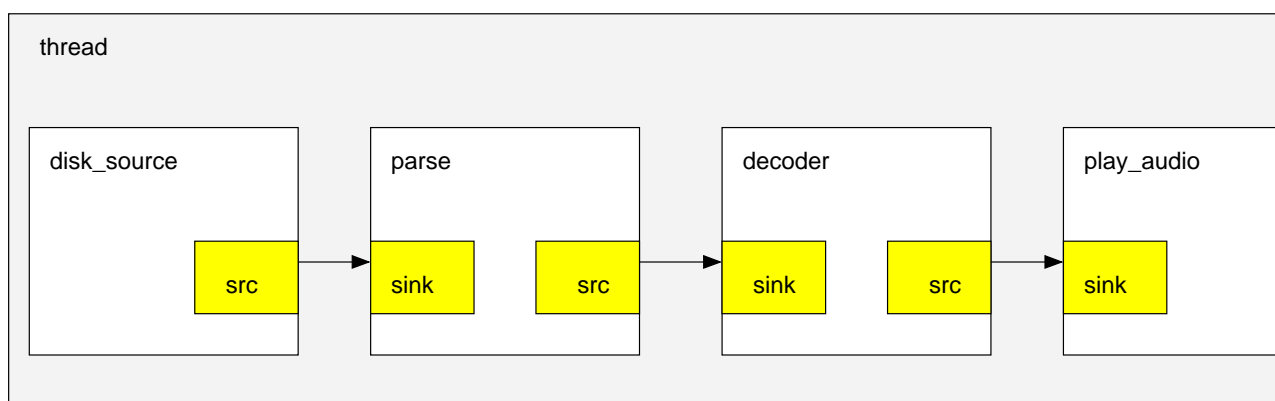 thread
disk_source
parse
decoder
play_audio
src
sink
src
sink
src
sink